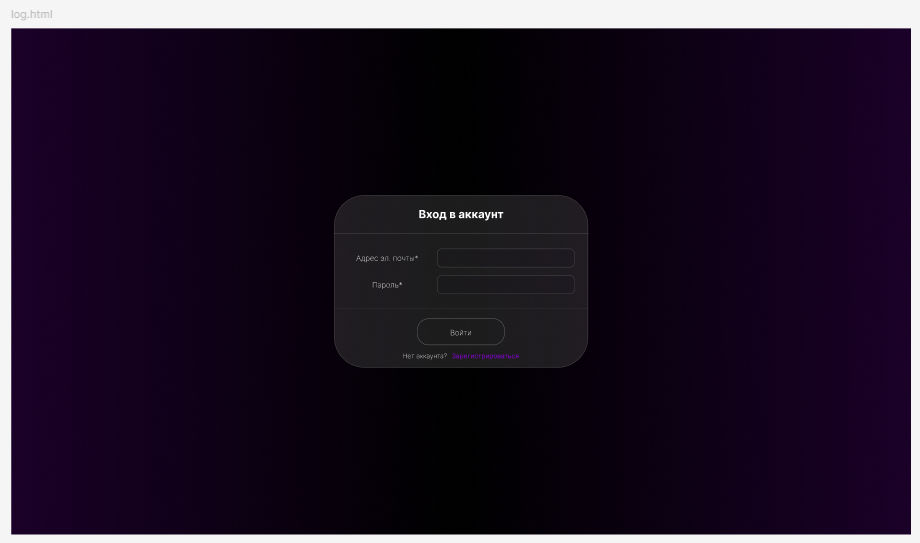 log.html
Вход в аккаунт
Адрес эл. почты*
Пароль*
Войти
Нет аккаунта? Зарегистрироваться